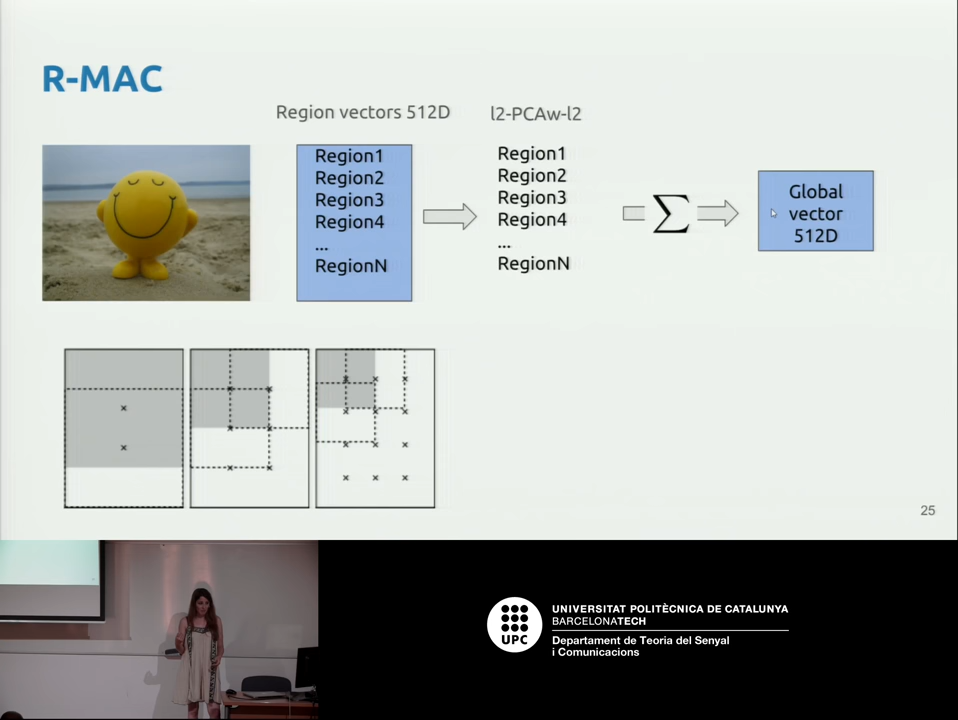 R-MAC
Region vectors 512D
l2-PCAw-l2
Region1
Region2
Region3
Region4
...
RegionN
Region1
Region2
Region3
Region4
...
RegionN
∑
Global
vector
512D
25
UPC
UNIVERSITAT POLITÈCNICA DE CATALUNYA
BARCELONATECH
Departament de Teoria del Senyal
i Comunicacions